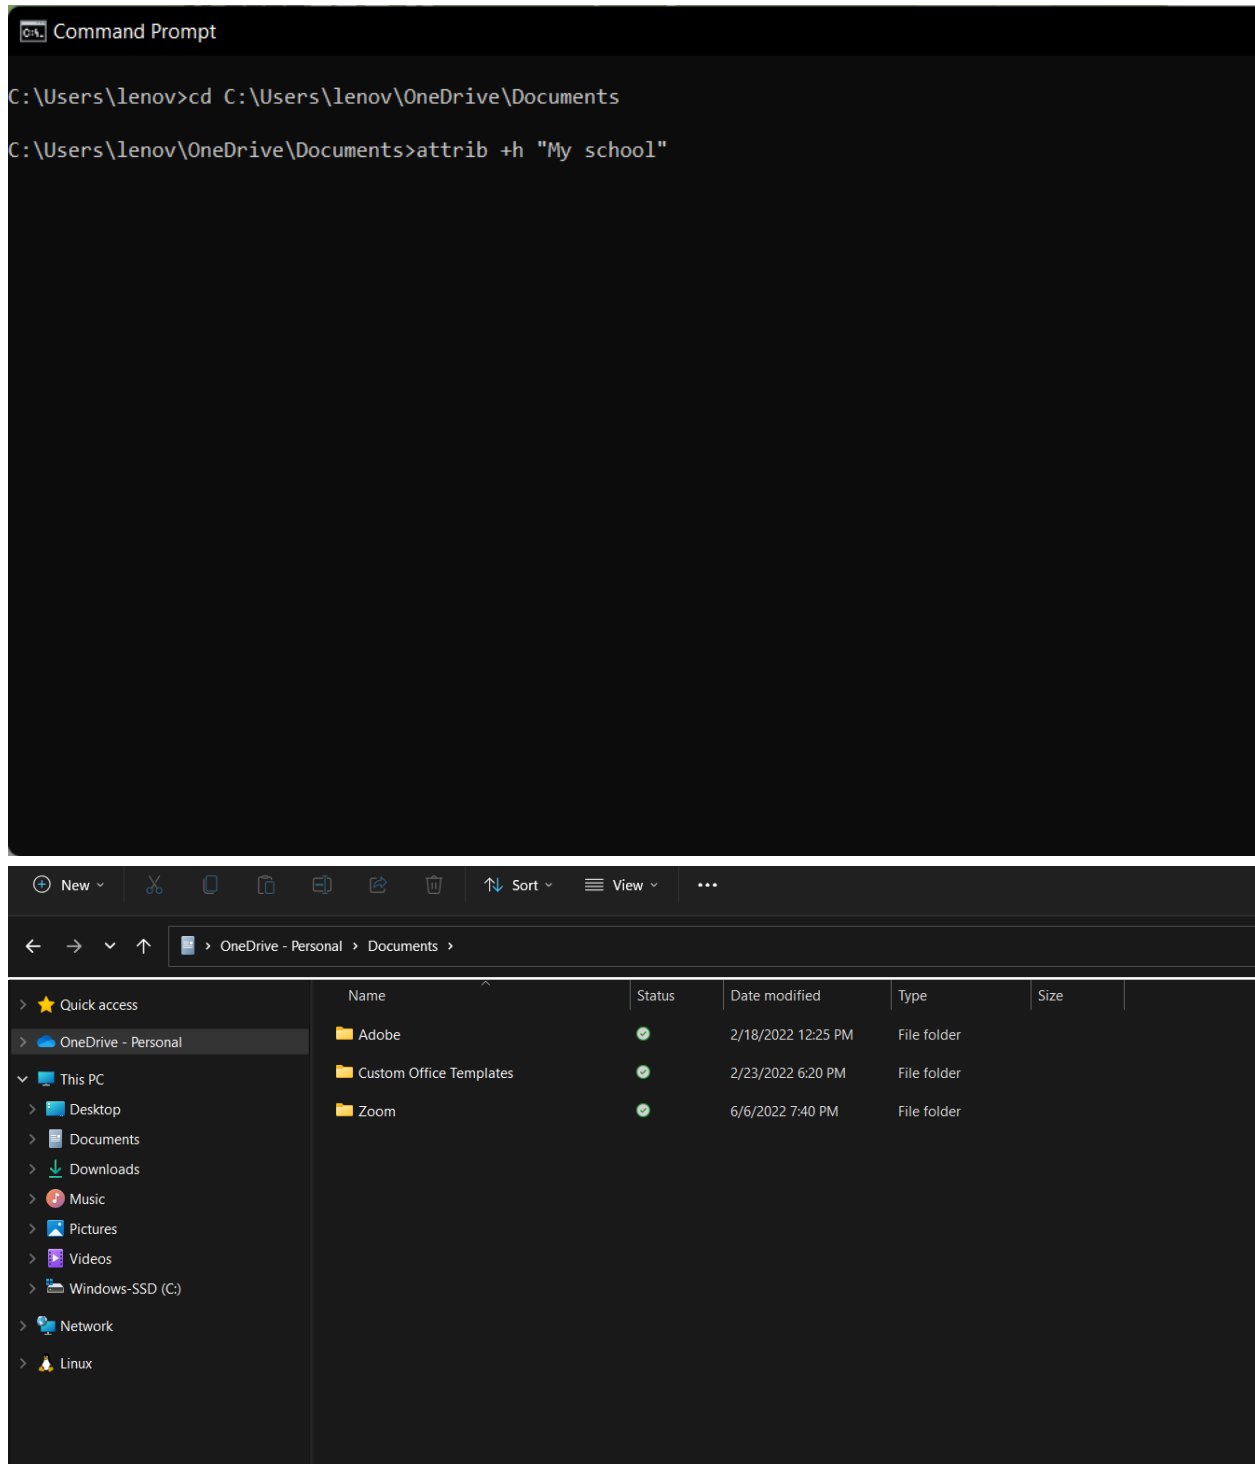 Command Prompt
C:\Users\lenov>cd C:\Users\lenov\OneDrive\Documents
C:\Users\lenov\OneDrive\Documents>attrib +h "My school"
New Sort View ...
OneDrive - Personal > Documents >
Name Status Date modified Type Size
Quick access
OneDrive - Personal
This PC
Desktop
Documents
Downloads
Music
Pictures
Videos
Windows-SSD (C:)
Network
Linux
Adobe 2/18/2022 12:25 PM File folder
Custom Office Templates 2/23/2022 6:20 PM File folder
Zoom 6/6/2022 7:40 PM File folder